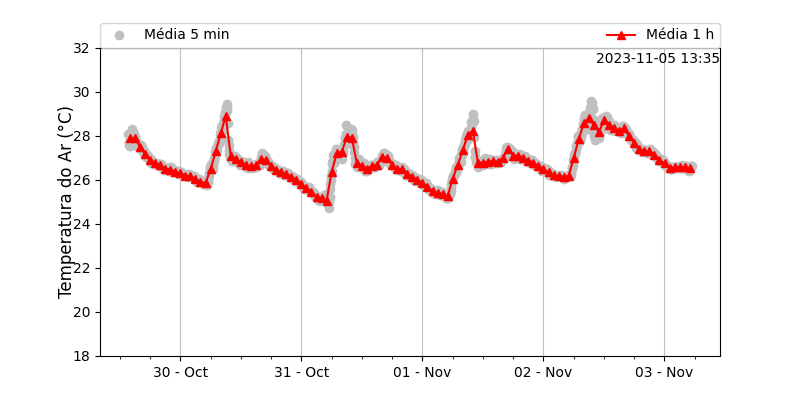 Média 5 min
Média 1 h
2023-11-05 13:35
Temperatura do Ar (°C)
32
30
28
26
24
22
20
18
30 - Oct
31 - Oct
01 - Nov
02 - Nov
03 - Nov